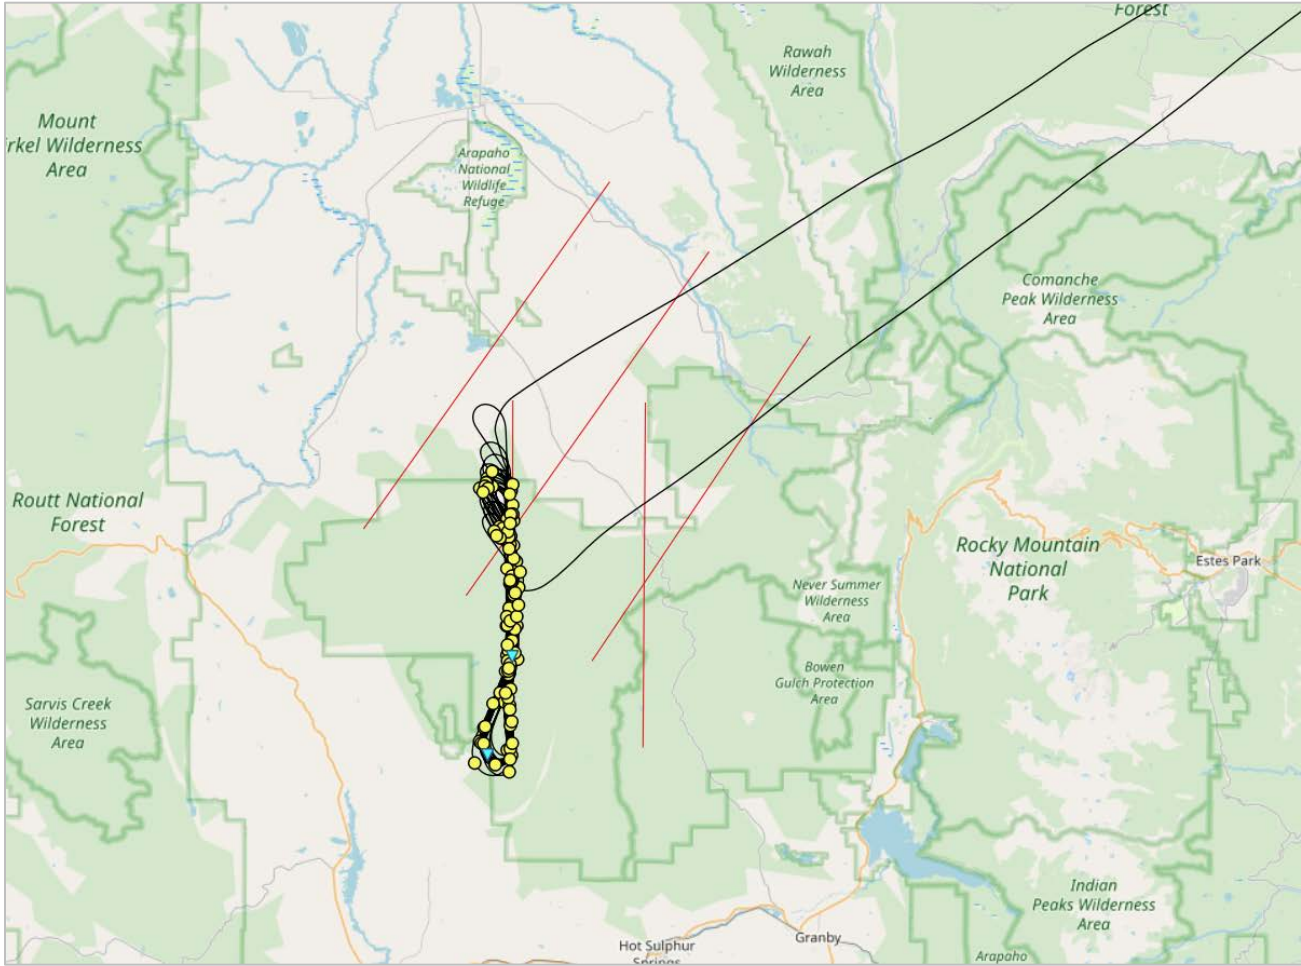 Forest
Rawah
Wilderness
Area
Mount
rkel Wilderness
Area
Arapaho
National
Wildlife
Refuge
Comanche
Peak Wilderness
Area
Routt National
Forest
Rocky Mountain
National
Park
Estes Park
Never Summer
Wilderness
Area
Bowen
Gulch Protection
Area
Sarvis Creek
Wilderness
Area
Indian
Peaks Wilderness
Area
Granby
Hot Sulphur
Springs
Arapaho